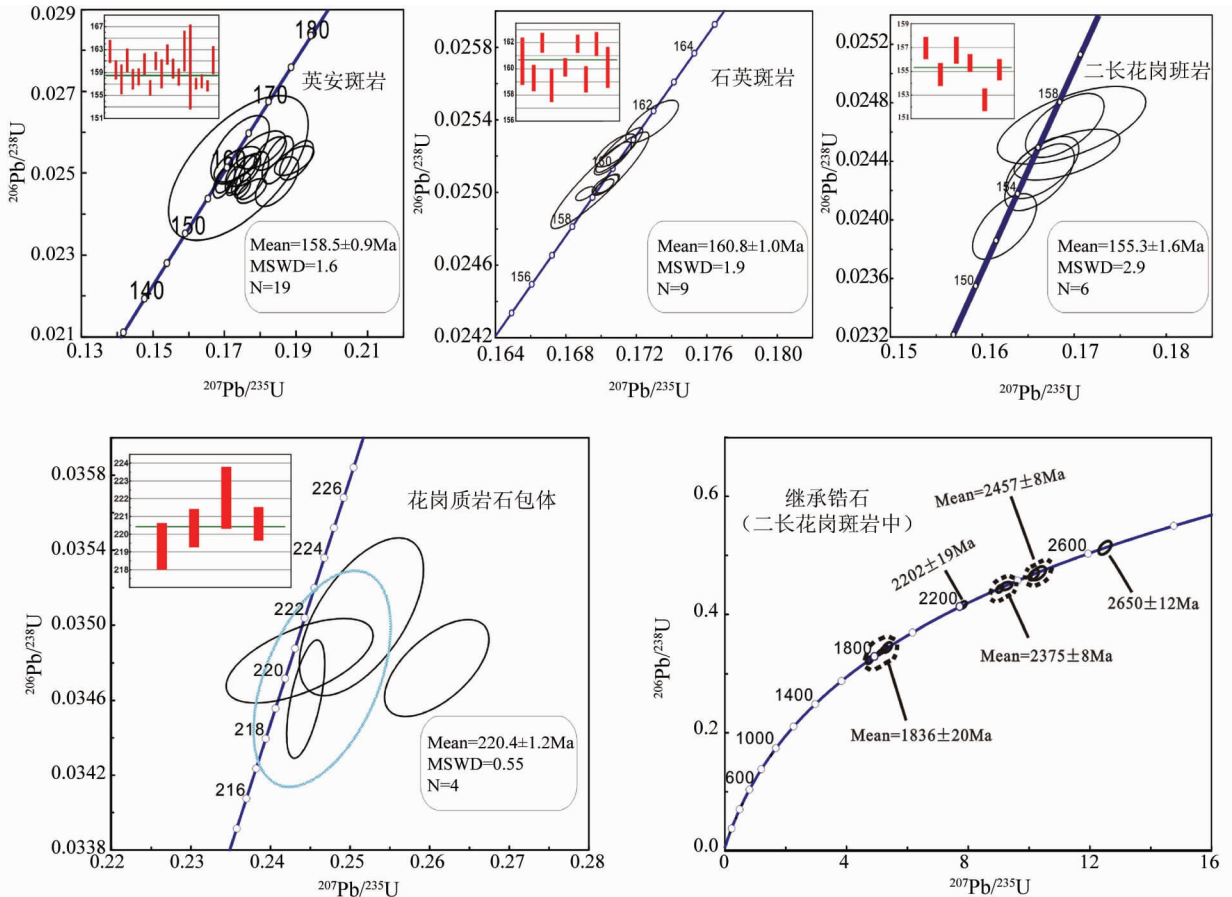 167
163
159
155
151
0.029
0.027
0.025
0.023
0.021
²⁰⁶Pb/²³⁸U
180
170
160
150
140
英安斑岩
Mean=158.5±0.9Ma
MSWD=1.6
N=19
0.13
0.15
0.17
0.19
0.21
²⁰⁷Pb/²³⁵U
162
160
158
156
0.0258
0.0254
0.0250
0.0246
0.0242
²⁰⁶Pb/²³⁸U
164
162
160
158
156
石英斑岩
Mean=160.8±1.0Ma
MSWD=1.9
N=9
0.164
0.168
0.172
0.176
0.182
²⁰⁷Pb/²³⁵U
159
157
155
153
151
0.0252
0.0248
0.0244
0.0240
0.0236
0.0232
²⁰⁶Pb/²³⁸U
158
154
150
二长花岗班岩
Mean=155.3±1.6Ma
MSWD=2.9
N=6
0.15
0.16
0.17
0.18
²⁰⁷Pb/²³⁵U
224
223
222
221
220
219
218
0.0358
0.0354
0.0350
0.0346
0.0342
0.0338
²⁰⁶Pb/²³⁸U
226
224
222
220
218
216
花岗质岩石包体
Mean=220.4±1.2Ma
MSWD=0.55
N=4
0.22
0.23
0.24
0.25
0.26
0.27
0.28
²⁰⁷Pb/²³⁵U
0.6
0.4
0.2
0.0
²⁰⁶Pb/²³⁸U
继承锆石
（二长花岗斑岩中）
Mean=2457±8Ma
2202±19Ma
2600
2200
2650±12Ma
1800
Mean=2375±8Ma
1400
Mean=1836±20Ma
1000
600
0
4
8
12
16
²⁰⁷Pb/²³⁵U